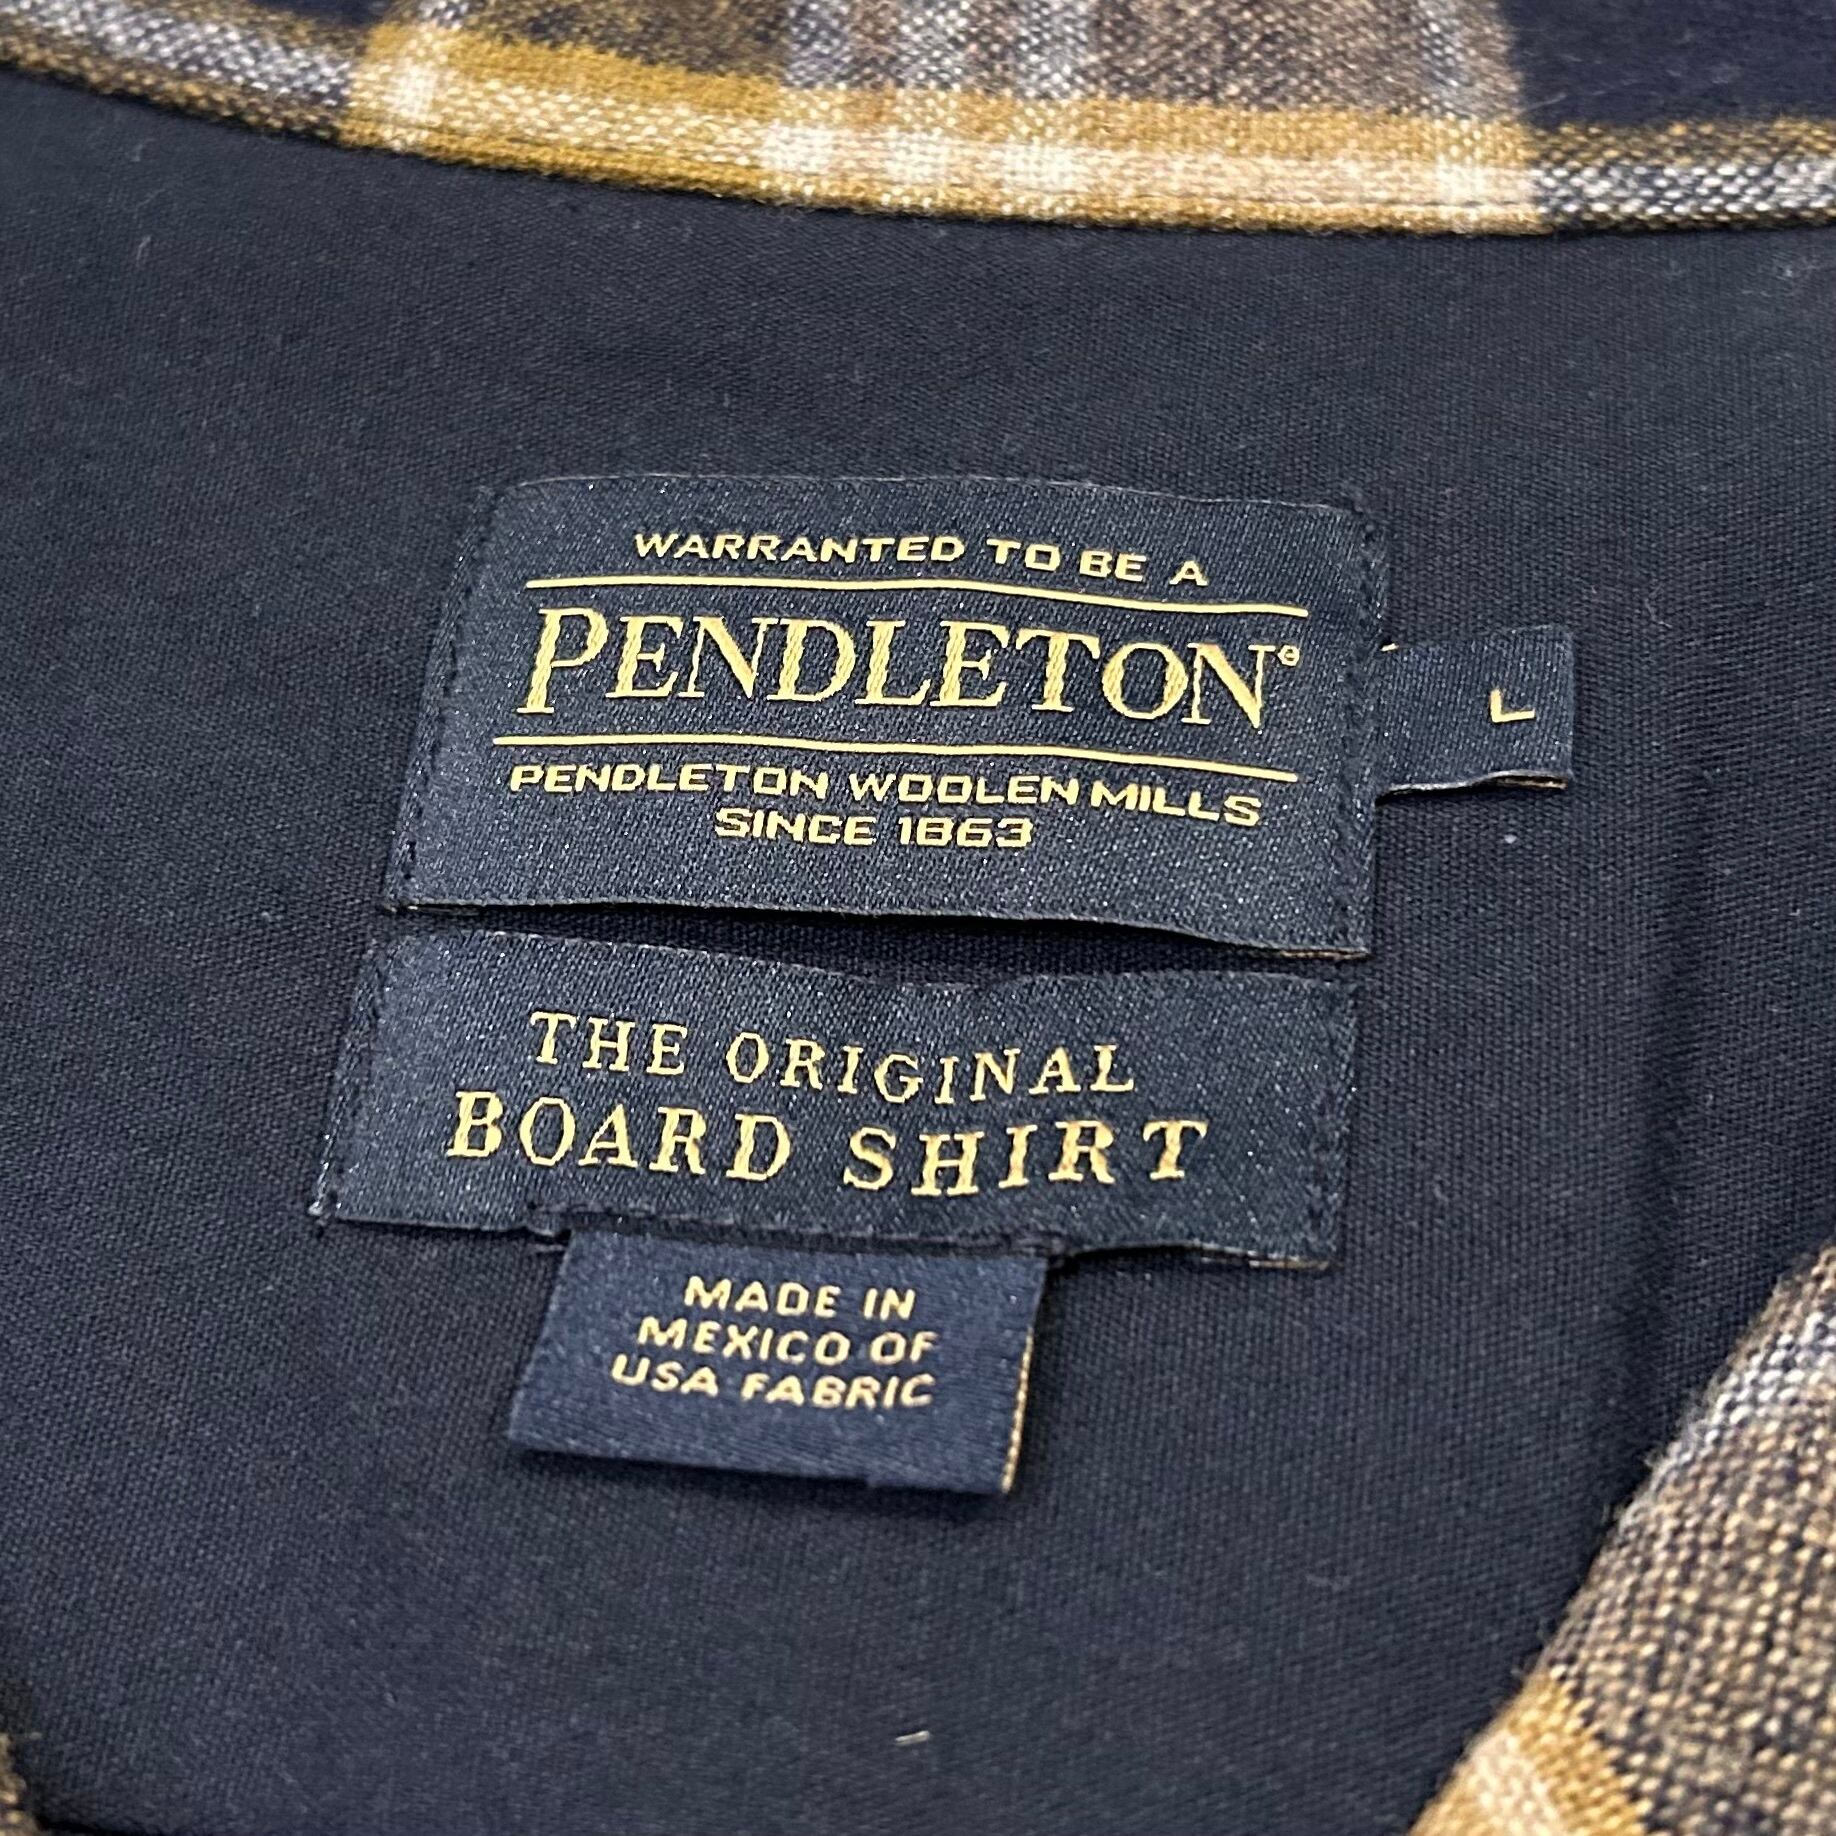 WARRANTED TO BE A
PENDLETON®
PENDLETON WOOLEN MILLS
SINCE 1863
L
THE ORIGINAL
BOARD SHIRT
MADE IN
MEXICO OF
USA FABRIC